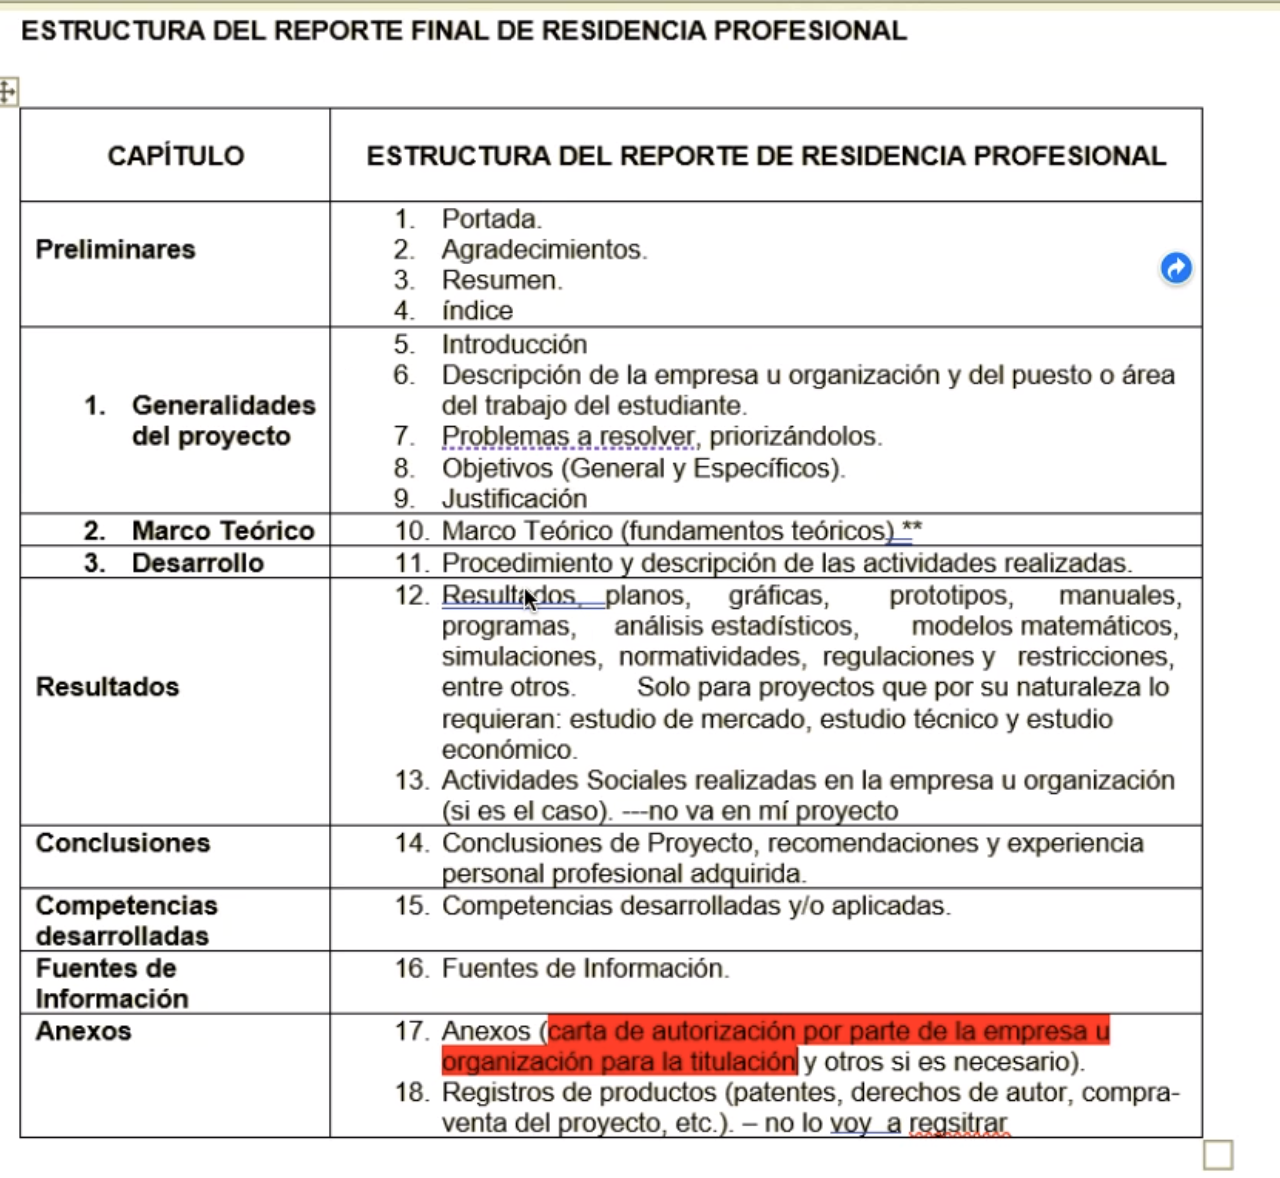 ESTRUCTURA DEL REPORTE FINAL DE RESIDENCIA PROFESIONAL
CAPÍTULO
ESTRUCTURA DEL REPORTE DE RESIDENCIA PROFESIONAL
Preliminares
1. Portada.
2. Agradecimientos.
3. Resumen.
4. índice
1. Generalidades
del proyecto
5. Introducción
6. Descripción de la empresa u organización y del puesto o área
del trabajo del estudiante.
7. Problemas a resolver, priorizándolos.
8. Objetivos (General y Específicos).
9. Justificación
2. Marco Teórico
10. Marco Teórico (fundamentos teóricos) **
3. Desarrollo
11. Procedimiento y descripción de las actividades realizadas.
Resultados
12. Resultados, planos, gráficas, prototipos, manuales,
programas, análisis estadísticos, modelos matemáticos,
simulaciones, normatividades, regulaciones y restricciones,
entre otros. Solo para proyectos que por su naturaleza lo
requieran: estudio de mercado, estudio técnico y estudio
económico.
13. Actividades Sociales realizadas en la empresa u organización
(si es el caso). ---no va en mí proyecto
Conclusiones
14. Conclusiones de Proyecto, recomendaciones y experiencia
personal profesional adquirida.
Competencias
desarrolladas
15. Competencias desarrolladas y/o aplicadas.
Fuentes de
Información
16. Fuentes de Información.
Anexos
17. Anexos (carta de autorización por parte de la empresa u
organización para la titulación y otros si es necesario).
18. Registros de productos (patentes, derechos de autor, compra-
venta del proyecto, etc.). – no lo voy a regsitrar